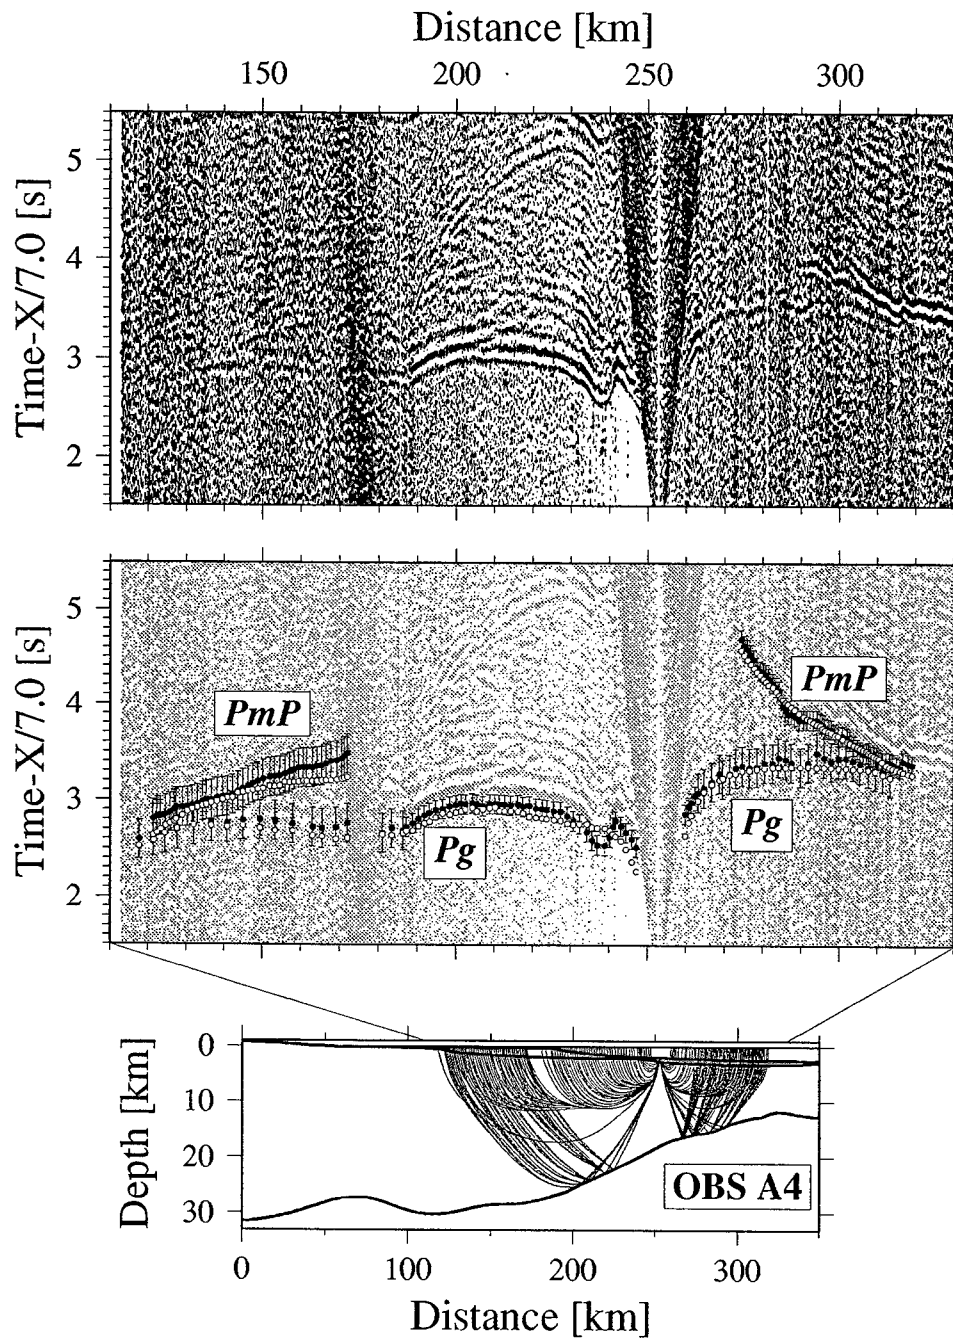 Distance [km]
150 200 250 300
Time-X/7.0 [s]
5
4
3
2
Time-X/7.0 [s]
5
4
3
2
PmP
PmP
Pg
Pg
Depth [km]
0
10
20
30
OBS A4
0 100 200 300
Distance [km]